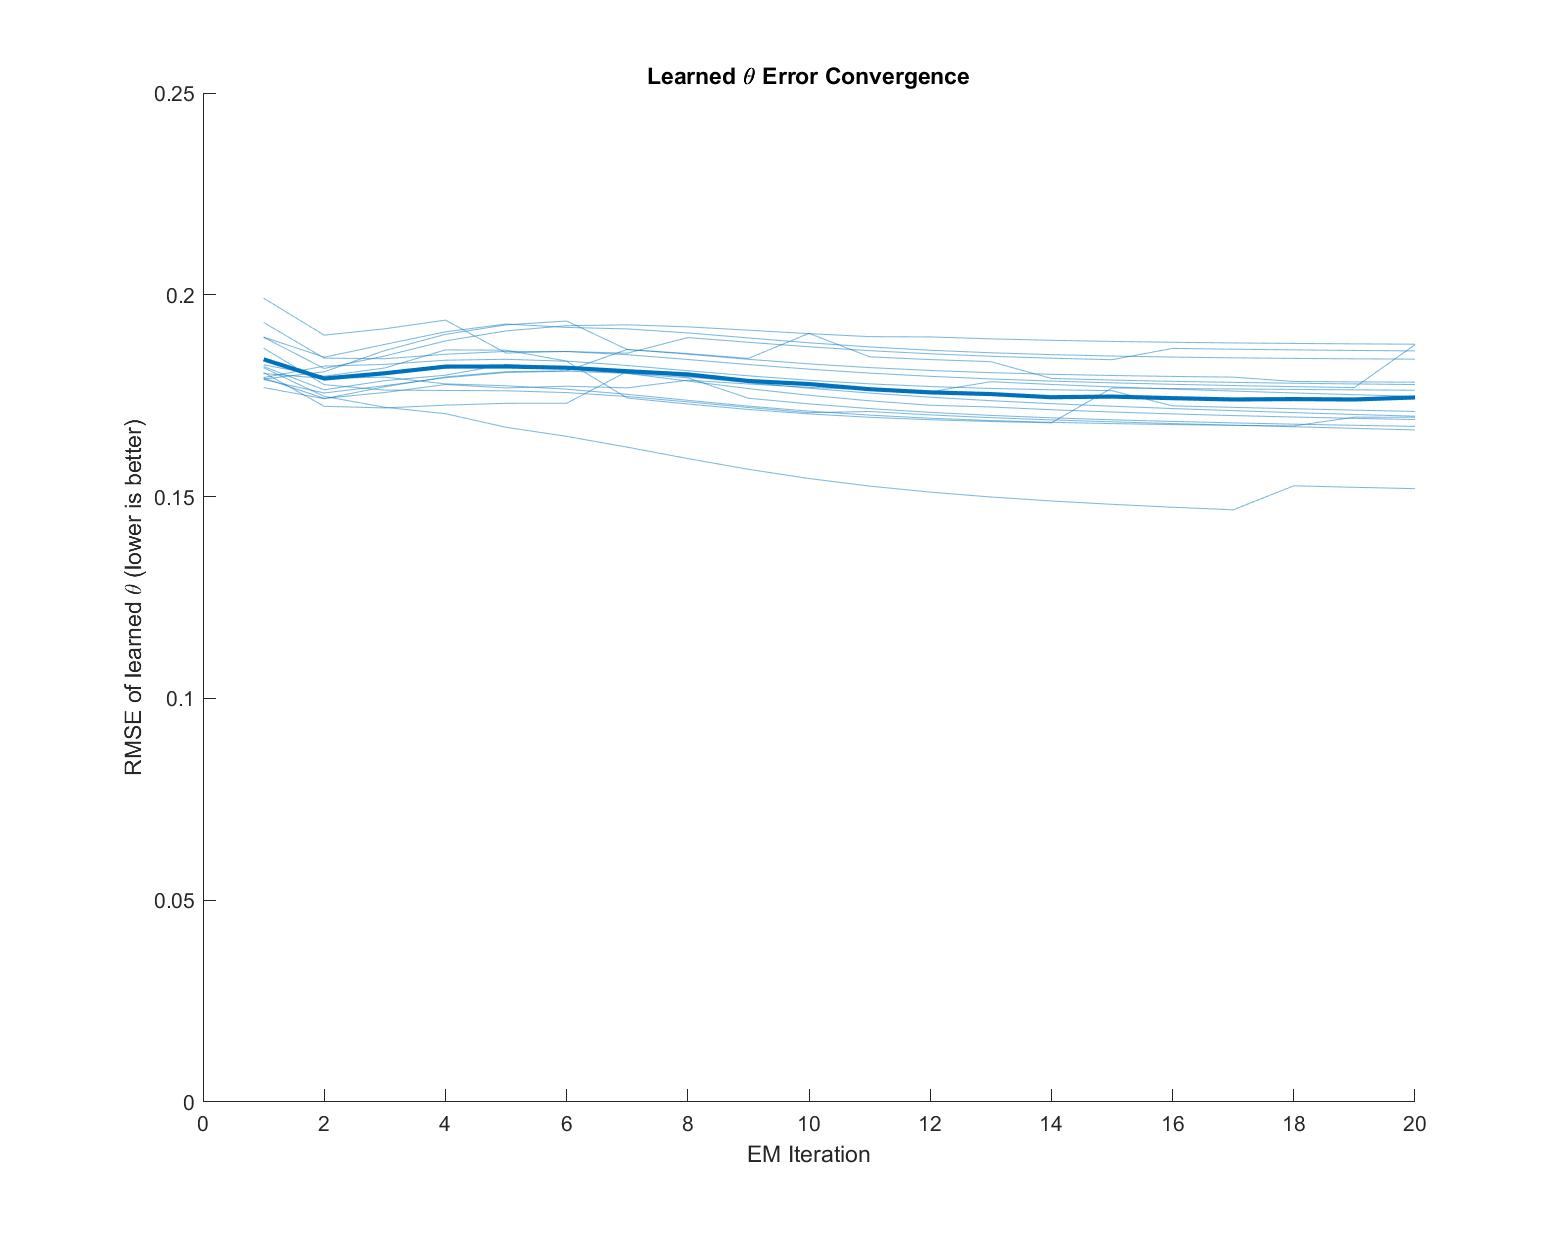 Learned θ Error Convergence
0.25
0.2
0.15
0.1
0.05
0
RMSE of learned θ (lower is better)
0 2 4 6 8 10 12 14 16 18 20
EM Iteration